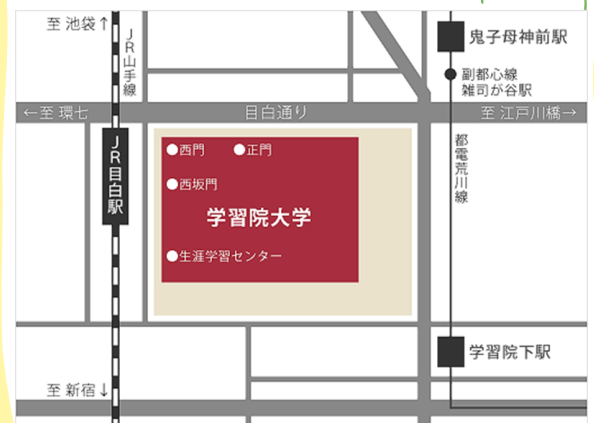 至 池袋↑
JR山手線
鬼子母神前駅
副都心線
雑司が谷駅
←至 環七
目白通り
至 江戸川橋→
JR目白駅
●西門
●正門
都電荒川線
●西坂門
学習院大学
●生涯学習センター
学習院下駅
至 新宿↓